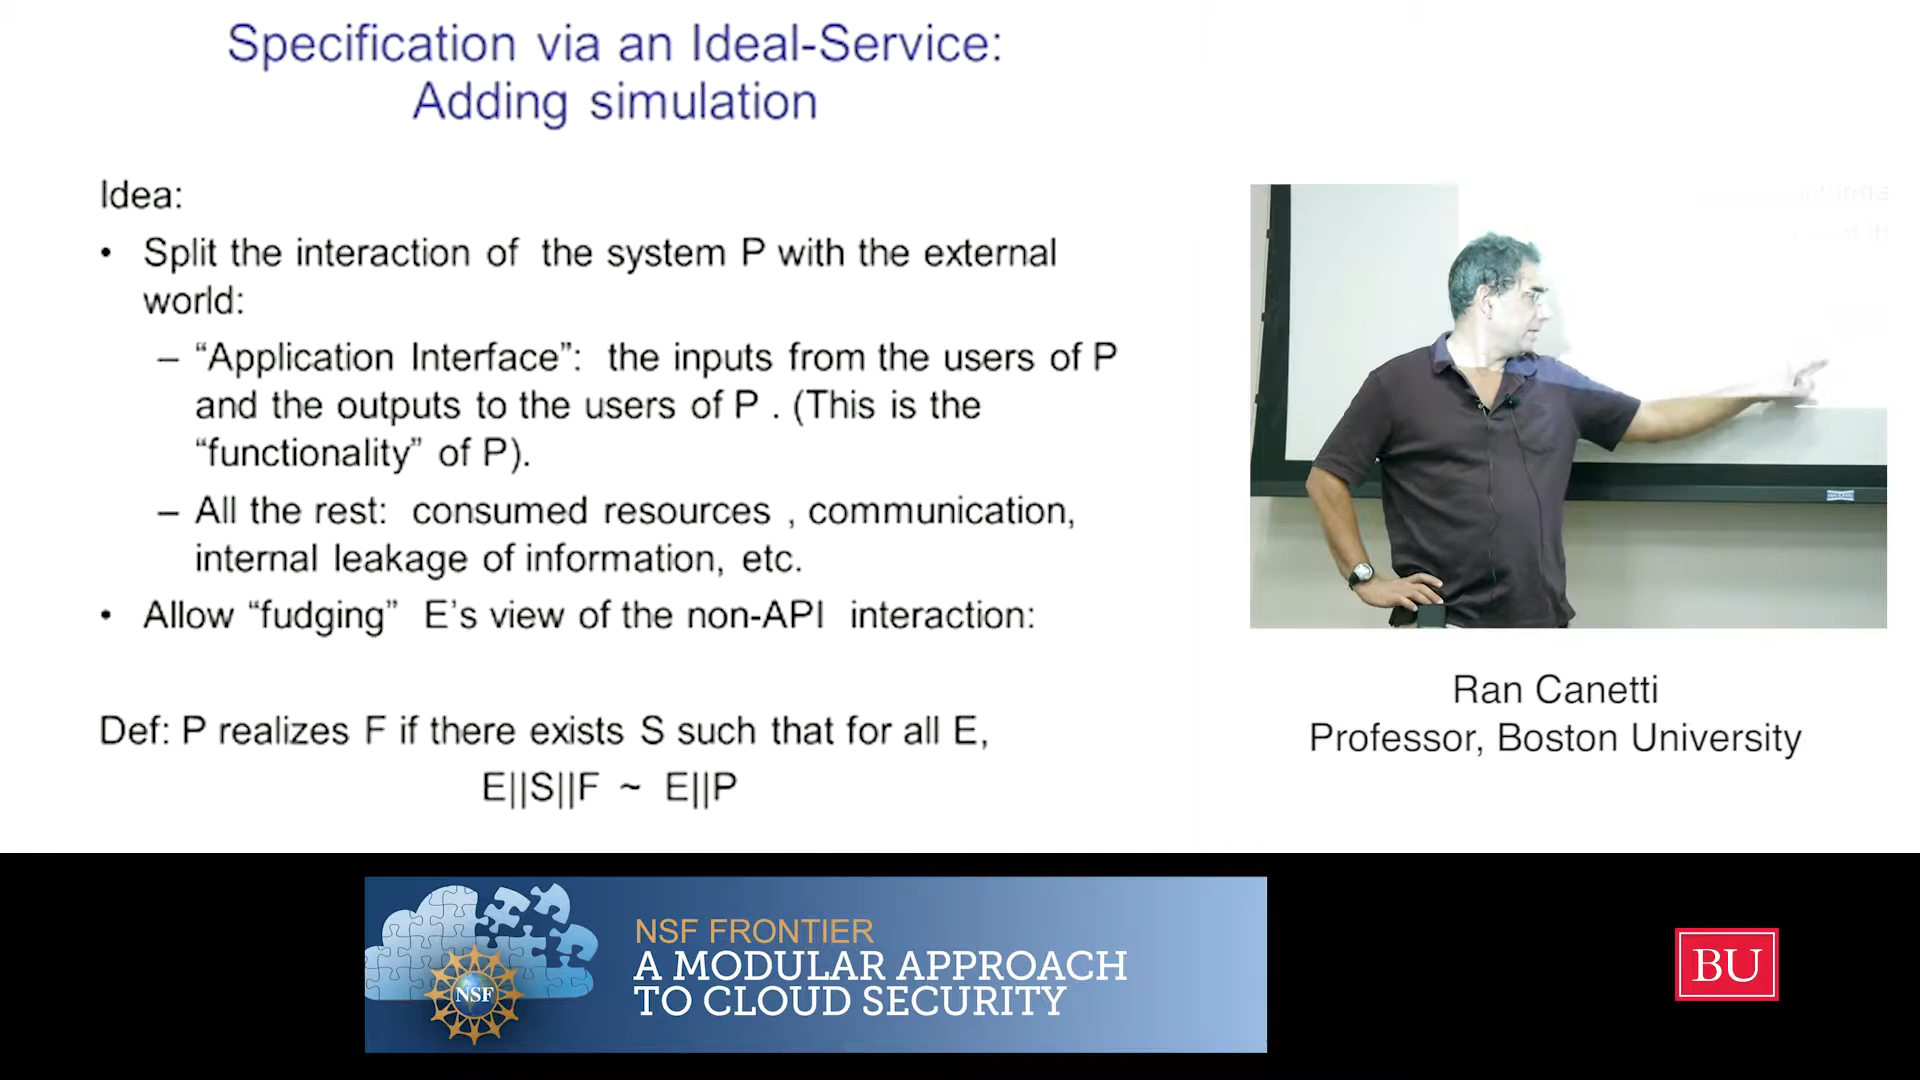 Specification via an Ideal-Service:
Adding simulation
Idea:
• Split the interaction of the system P with the external
world:
– “Application Interface”: the inputs from the users of P
and the outputs to the users of P . (This is the
“functionality” of P).
– All the rest: consumed resources , communication,
internal leakage of information, etc.
• Allow “fudging” E’s view of the non-API interaction:
Def: P realizes F if there exists S such that for all E,
E||S||F ~ E||P
Ran Canetti
Professor, Boston University
NSF FRONTIER
A MODULAR APPROACH
TO CLOUD SECURITY
NSF
BU